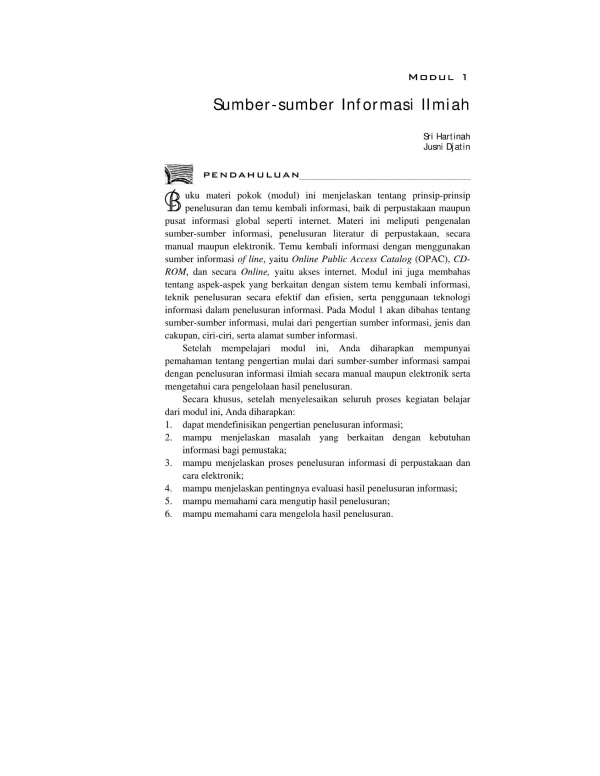 Modul 1
Sumber-sumber Informasi Ilmiah
Sri Hartinah
Jusni Djatin
PENDAHULUAN
Buku materi pokok (modul) ini menjelaskan tentang prinsip-prinsip
penelusuran dan temu kembali informasi, baik di perpustakaan maupun
pusat informasi global seperti internet. Materi ini meliputi pengenalan
sumber-sumber informasi, penelusuran literatur di perpustakaan, secara
manual maupun elektronik. Temu kembali informasi dengan menggunakan
sumber informasi of line, yaitu Online Public Access Catalog (OPAC), CD-
ROM, dan secara Online, yaitu akses internet. Modul ini juga membahas
tentang aspek-aspek yang berkaitan dengan sistem temu kembali informasi,
teknik penelusuran secara efektif dan efisien, serta penggunaan teknologi
informasi dalam penelusuran informasi. Pada Modul 1 akan dibahas tentang
sumber-sumber informasi, mulai dari pengertian sumber informasi, jenis dan
cakupan, ciri-ciri, serta alamat sumber informasi.
Setelah mempelajari modul ini, Anda diharapkan mempunyai
pemahaman tentang pengertian mulai dari sumber-sumber informasi sampai
dengan penelusuran informasi ilmiah secara manual maupun elektronik serta
mengetahui cara pengelolaan hasil penelusuran.
Secara khusus, setelah menyelesaikan seluruh proses kegiatan belajar
dari modul ini, Anda diharapkan:
1. dapat mendefinisikan pengertian penelusuran informasi;
2. mampu menjelaskan masalah yang berkaitan dengan kebutuhan
informasi bagi pemustaka;
3. mampu menjelaskan proses penelusuran informasi di perpustakaan dan
cara elektronik;
4. mampu menjelaskan pentingnya evaluasi hasil penelusuran informasi;
5. mampu memahami cara mengutip hasil penelusuran;
6. mampu memahami cara mengelola hasil penelusuran.